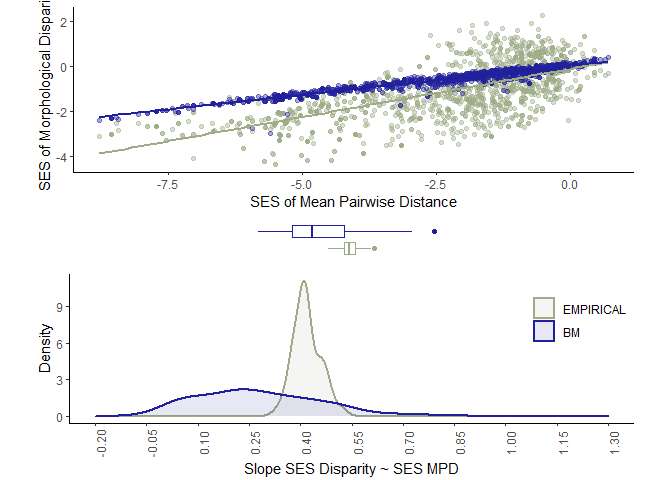 SES of Morphological Dispari
2
0
-2
-4
-7.5 -5.0 -2.5 0.0
SES of Mean Pairwise Distance
Density
9
6
3
0
EMPIRICAL
BM
-0.20 -0.05 0.10 0.25 0.40 0.55 0.70 0.85 1.00 1.15 1.30
Slope SES Disparity ~ SES MPD